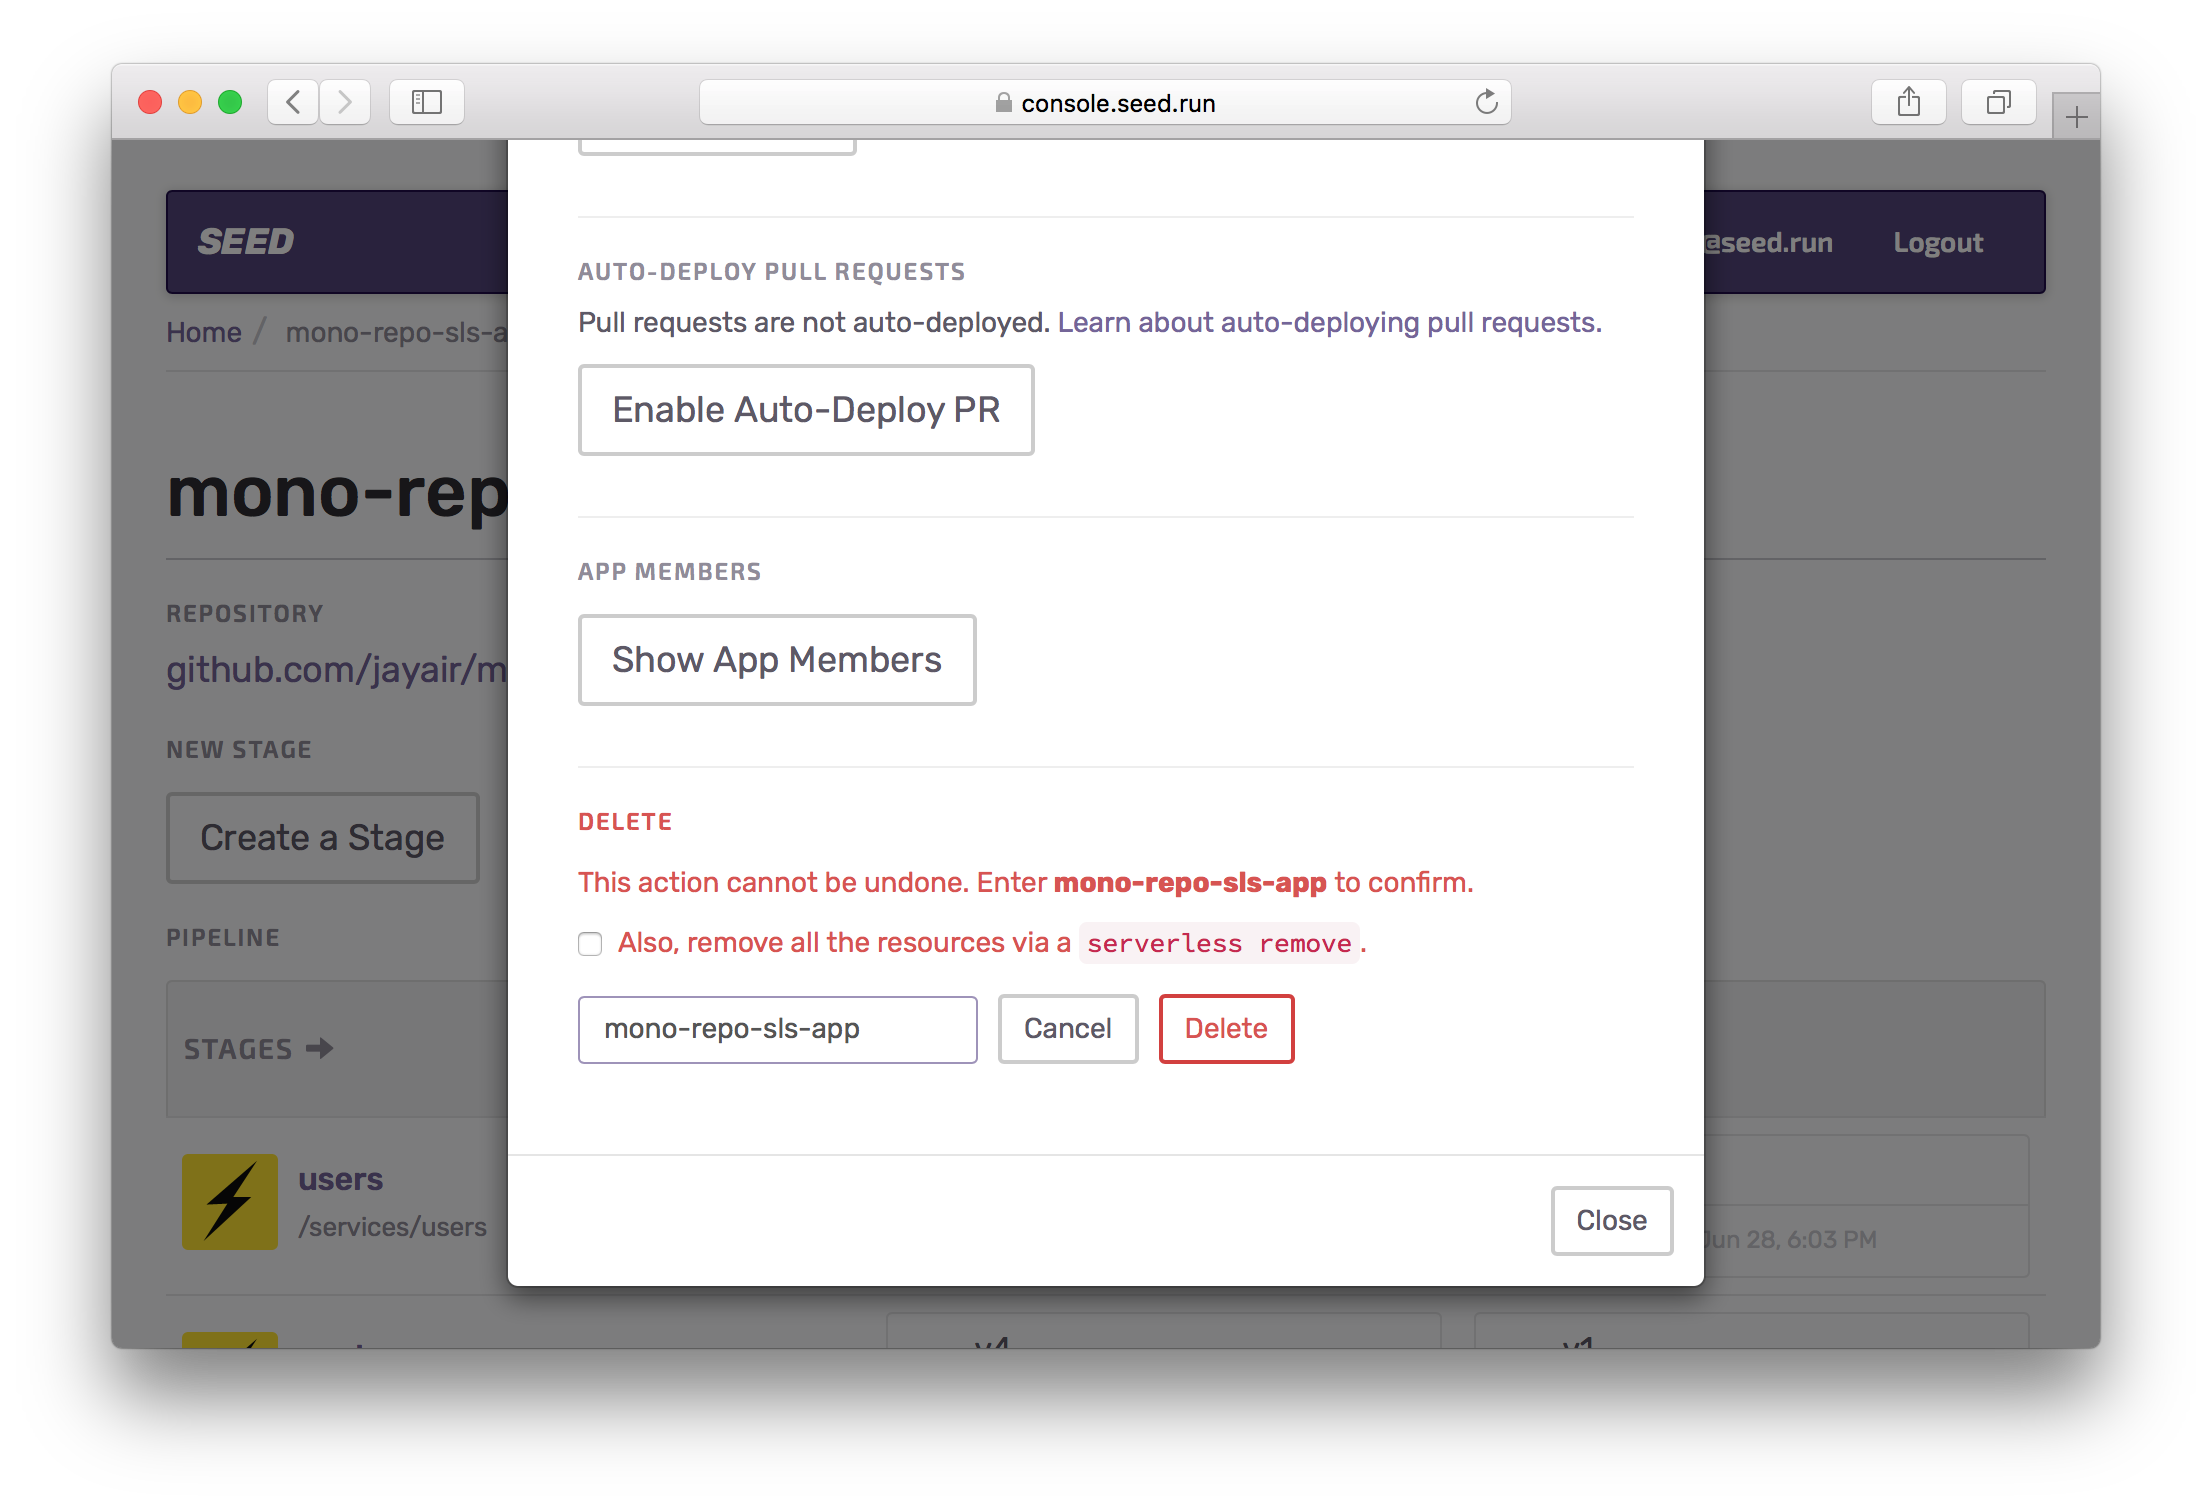 console.seed.run
SEED
@seed.run
Logout
Home / mono-repo-sls-a
mono-rep
REPOSITORY
github.com/jayair/m
NEW STAGE
Create a Stage
PIPELINE
STAGES
users
/services/users
AUTO-DEPLOY PULL REQUESTS
Pull requests are not auto-deployed. Learn about auto-deploying pull requests.
Enable Auto-Deploy PR
APP MEMBERS
Show App Members
DELETE
This action cannot be undone. Enter mono-repo-sls-app to confirm.
Also, remove all the resources via a serverless remove.
mono-repo-sls-app
Cancel
Delete
Close
Jun 28, 6:03 PM
v4
v1